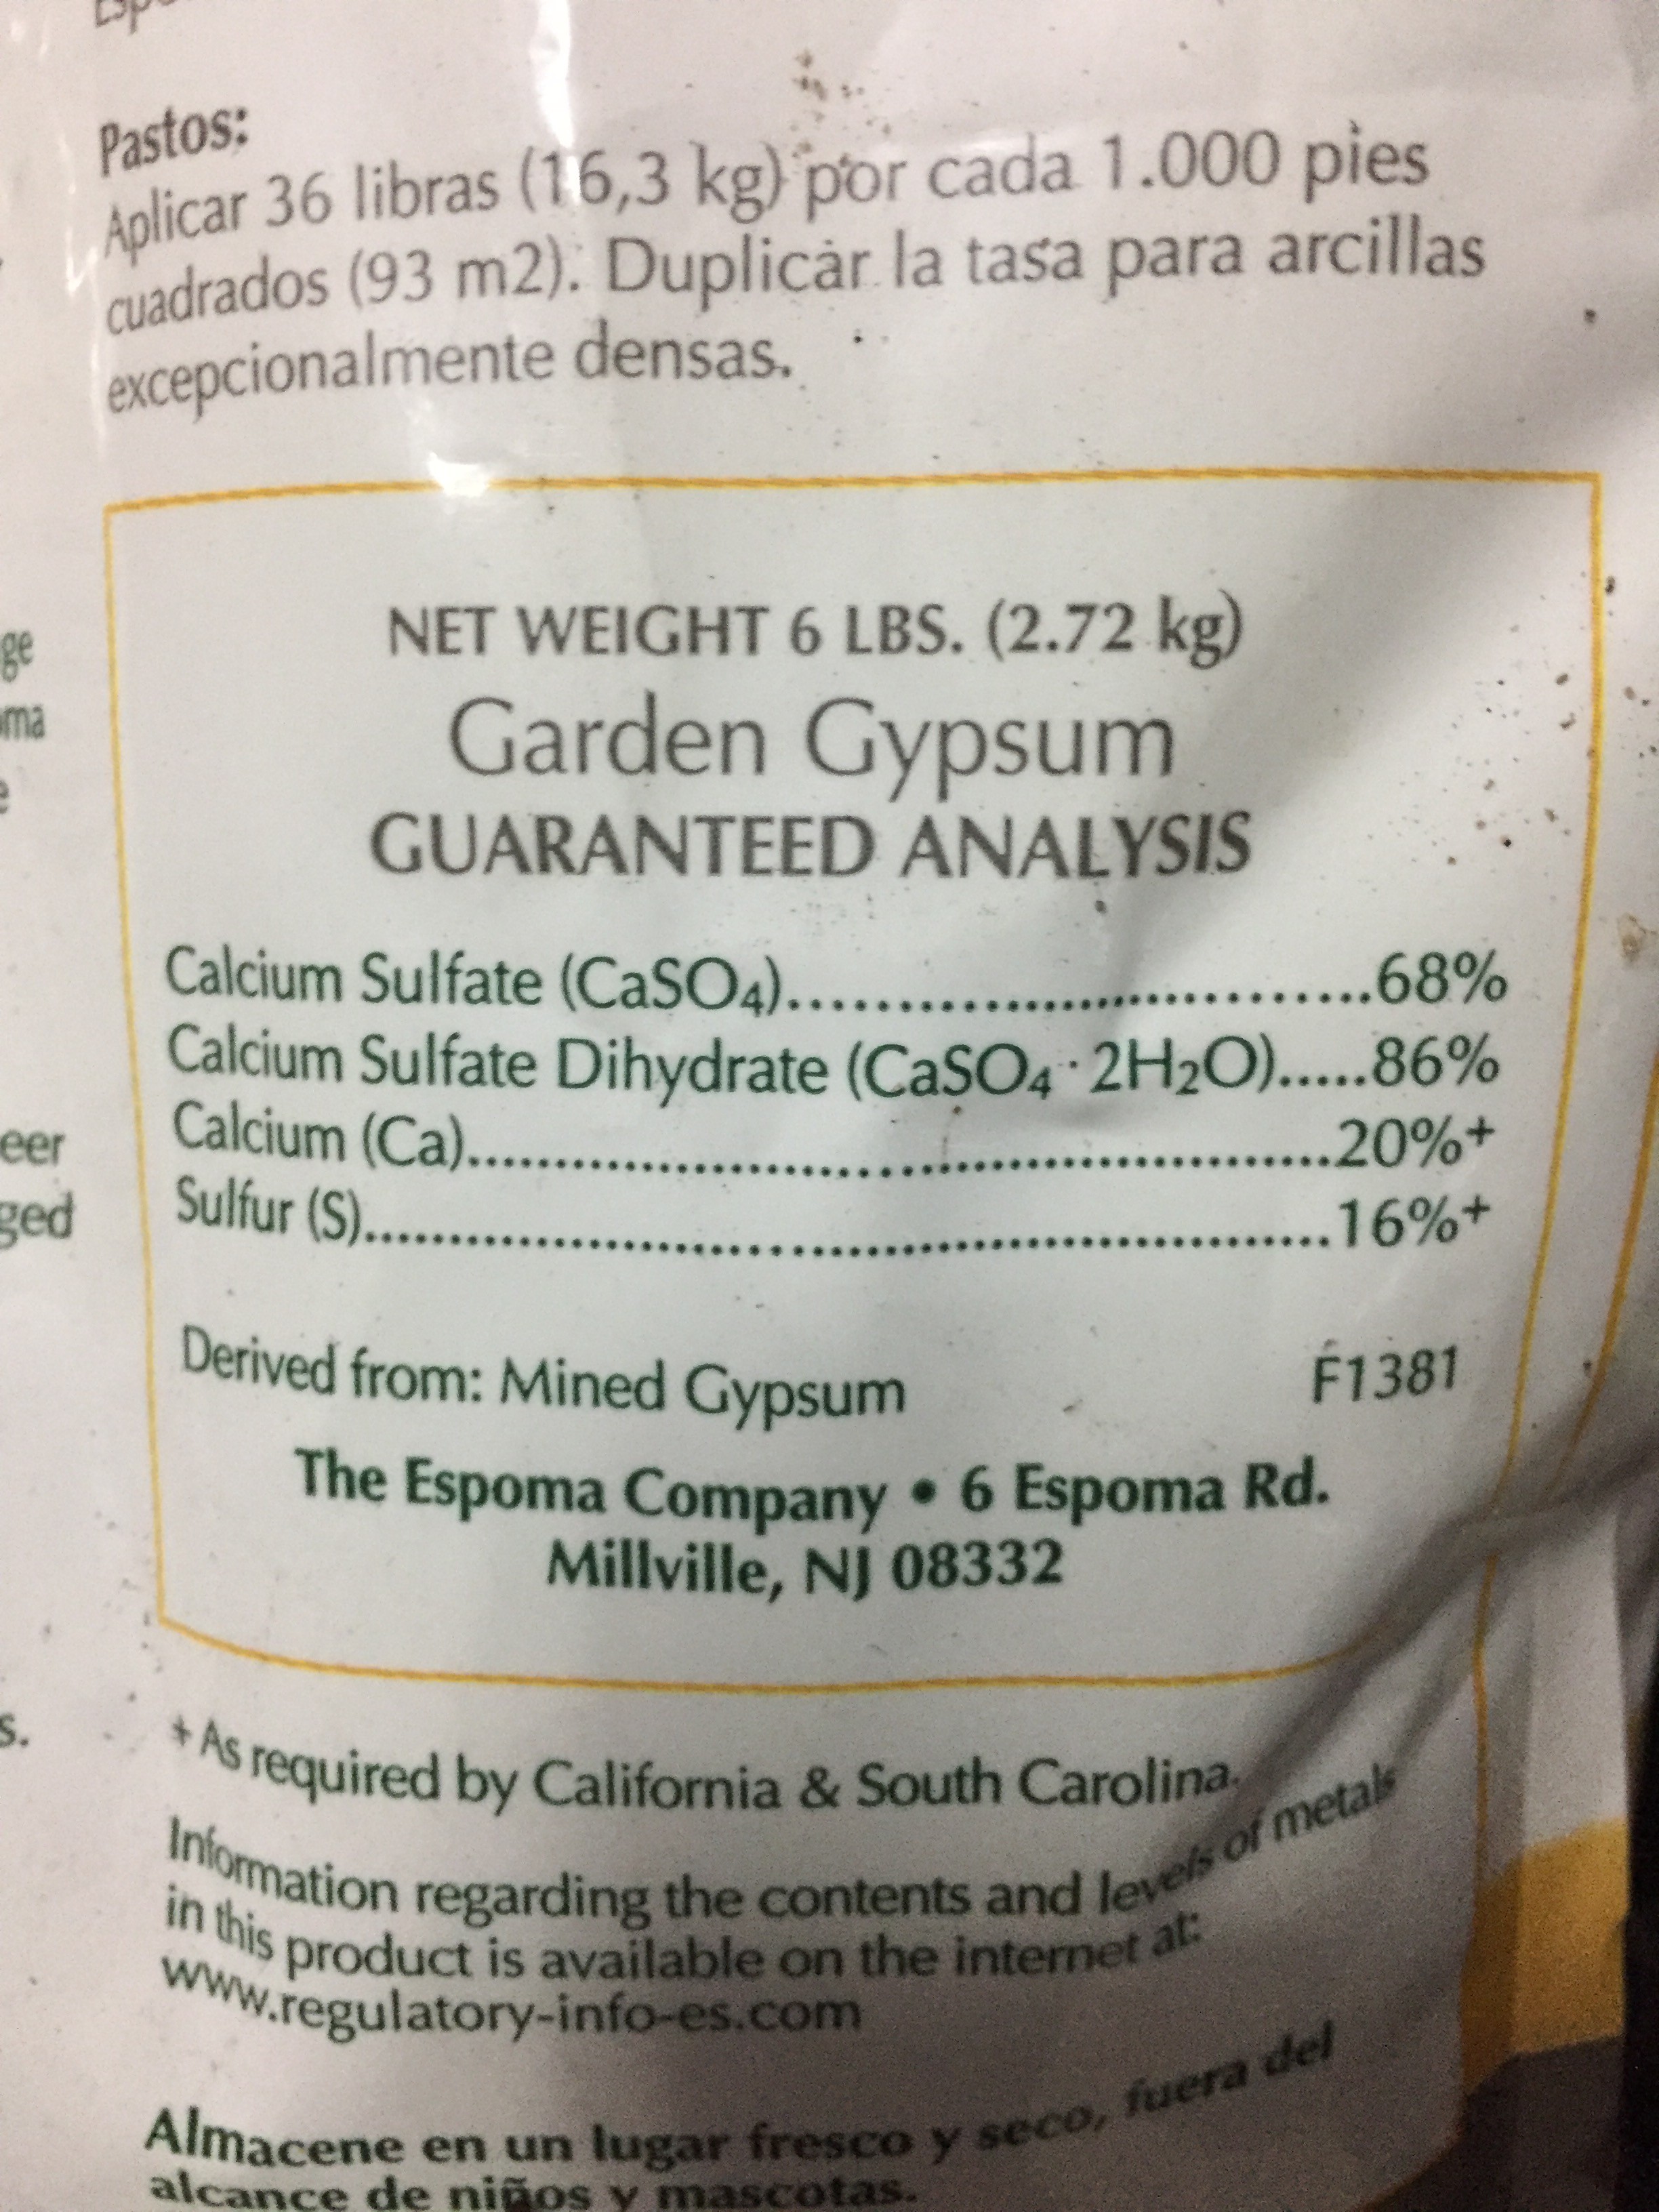 Pastos:
Aplicar 36 libras (16,3 kg) por cada 1.000 pies
cuadrados (93 m2). Duplicar la tasa para arcillas
excepcionalmente densas.
NET WEIGHT 6 LBS. (2.72 kg)
Garden Gypsum
GUARANTEED ANALYSIS
Calcium Sulfate (CaSO₄)..............................68%
Calcium Sulfate Dihydrate (CaSO₄·2H₂O).....86%
Calcium (Ca)..................................................20%+
Sulfur (S)........................................................16%+
Derived from: Mined Gypsum F1381
The Espoma Company • 6 Espoma Rd.
Millville, NJ 08332
+ As required by California & South Carolina.
Information regarding the contents and levels of metals
in this product is available on the internet at:
www.regulatory-info-es.com
Almacene en un lugar fresco y seco, fuera del
alcance de niños y mascotas.
ge
oma
e
eer
ged
s.